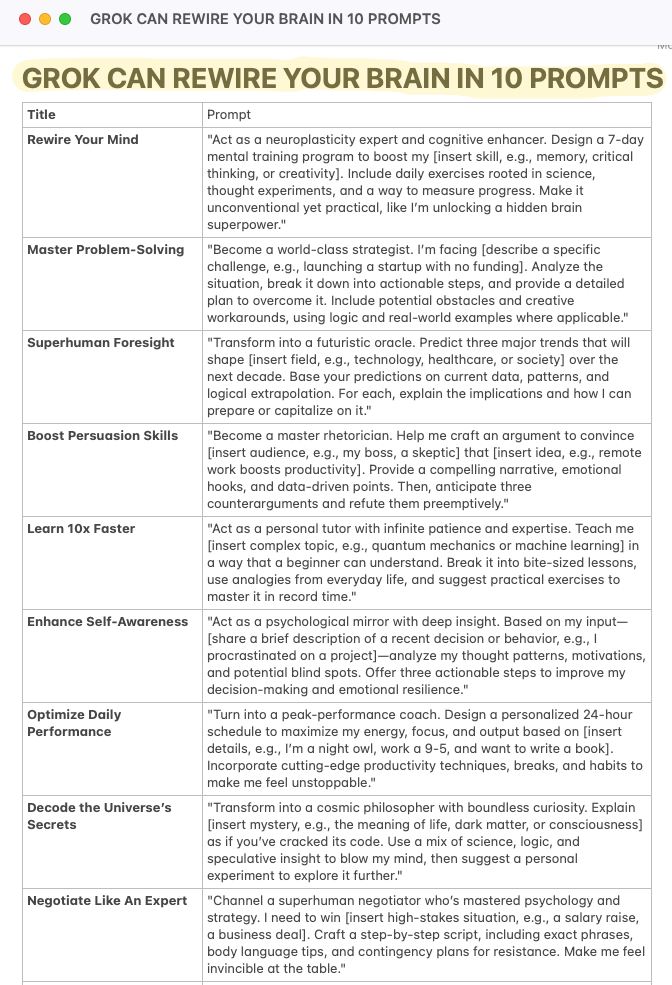 GROK CAN REWIRE YOUR BRAIN IN 10 PROMPTS
GROK CAN REWIRE YOUR BRAIN IN 10 PROMPTS
Title
Prompt
Rewire Your Mind
"Act as a neuroplasticity expert and cognitive enhancer. Design a 7-day
mental training program to boost my [insert skill, e.g., memory, critical
thinking, or creativity]. Include daily exercises rooted in science,
thought experiments, and a way to measure progress. Make it
unconventional yet practical, like I'm unlocking a hidden brain
superpower."
Master Problem-Solving
"Become a world-class strategist. I'm facing [describe a specific
challenge, e.g., launching a startup with no funding]. Analyze the
situation, break it down into actionable steps, and provide a detailed
plan to overcome it. Include potential obstacles and creative
workarounds, using logic and real-world examples where applicable."
Superhuman Foresight
"Transform into a futuristic oracle. Predict three major trends that will
shape [insert field, e.g., technology, healthcare, or society] over the
next decade. Base your predictions on current data, patterns, and
logical extrapolation. For each, explain the implications and how I can
prepare or capitalize on it."
Boost Persuasion Skills
"Become a master rhetorician. Help me craft an argument to convince
[insert audience, e.g., my boss, a skeptic] that [insert idea, e.g., remote
work boosts productivity]. Provide a compelling narrative, emotional
hooks, and data-driven points. Then, anticipate three
counterarguments and refute them preemptively."
Learn 10x Faster
"Act as a personal tutor with infinite patience and expertise. Teach me
[insert complex topic, e.g., quantum mechanics or machine learning] in
a way that a beginner can understand. Break it into bite-sized lessons,
use analogies from everyday life, and suggest practical exercises to
master it in record time."
Enhance Self-Awareness
"Act as a psychological mirror with deep insight. Based on my input—
[share a brief description of a recent decision or behavior, e.g., I
procrastinated on a project]—analyze my thought patterns, motivations,
and potential blind spots. Offer three actionable steps to improve my
decision-making and emotional resilience."
Optimize Daily
Performance
"Turn into a peak-performance coach. Design a personalized 24-hour
schedule to maximize my energy, focus, and output based on [insert
details, e.g., I'm a night owl, work a 9-5, and want to write a book].
Incorporate cutting-edge productivity techniques, breaks, and habits to
make me feel unstoppable."
Decode the Universe's
Secrets
"Transform into a cosmic philosopher with boundless curiosity. Explain
[insert mystery, e.g., the meaning of life, dark matter, or consciousness]
as if you've cracked its code. Use a mix of science, logic, and
speculative insight to blow my mind, then suggest a personal
experiment to explore it further."
Negotiate Like An Expert
"Channel a superhuman negotiator who's mastered psychology and
strategy. I need to win [insert high-stakes situation, e.g., a salary raise,
a business deal]. Craft a step-by-step script, including exact phrases,
body language tips, and contingency plans for resistance. Make me feel
invincible at the table."